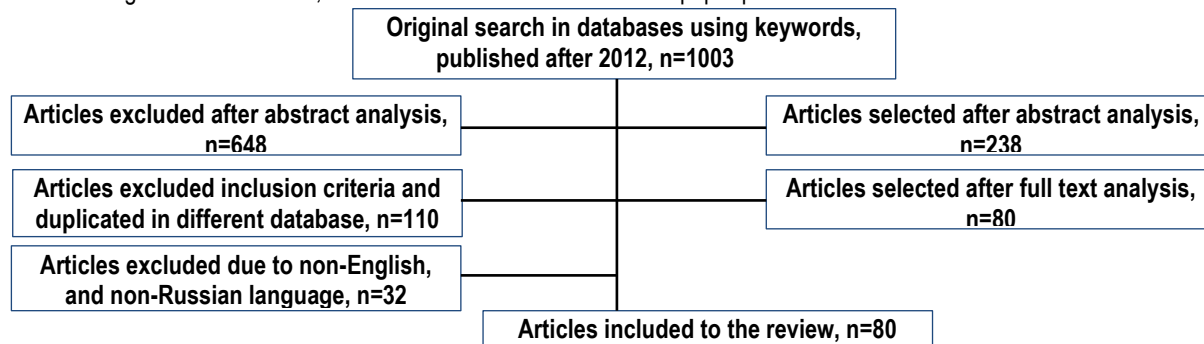 Original search in databases using keywords,
published after 2012, n=1003
Articles excluded after abstract analysis,
n=648
Articles selected after abstract analysis,
n=238
Articles excluded inclusion criteria and
duplicated in different database, n=110
Articles selected after full text analysis,
n=80
Articles excluded due to non-English,
and non-Russian language, n=32
Articles included to the review, n=80